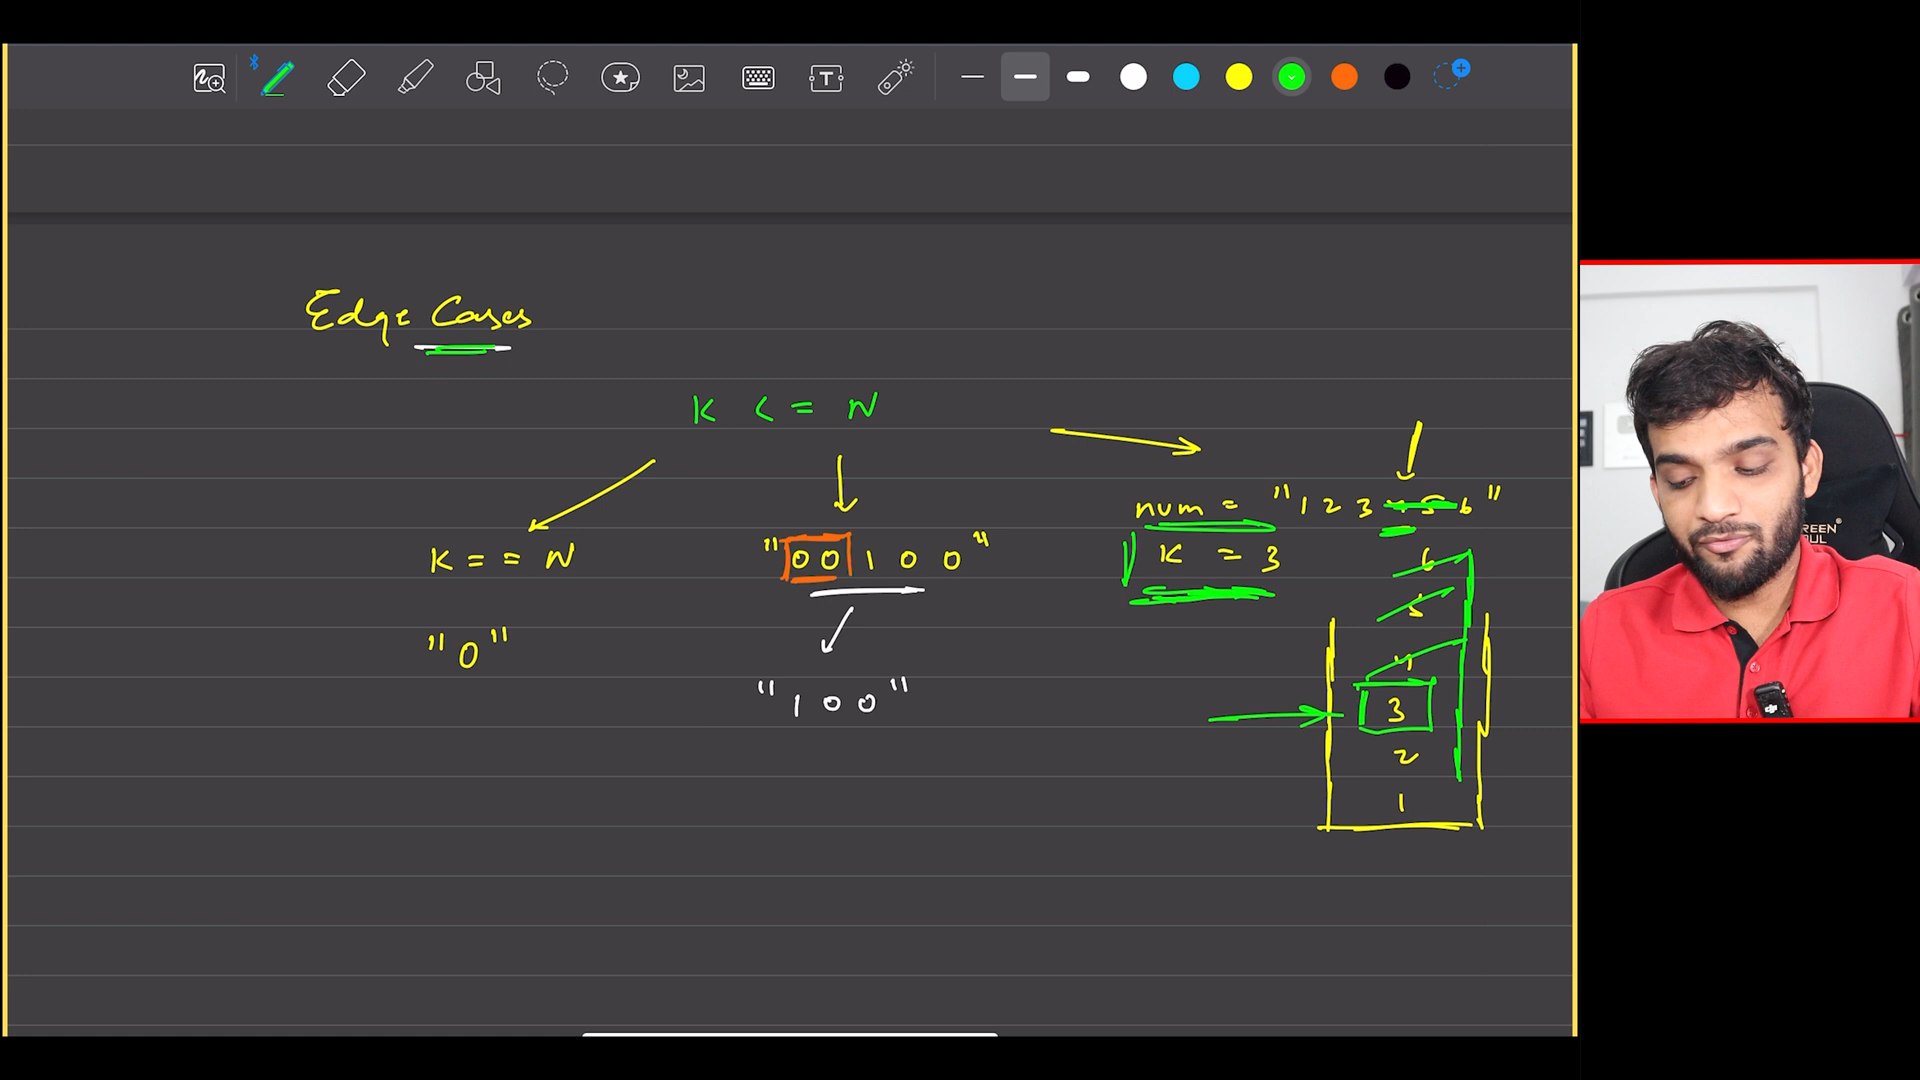 Edge Cases
K <= N
K == N
"0"
"00100"
"100"
num = "123456"
K = 3
6
5
4
3
2
1
T